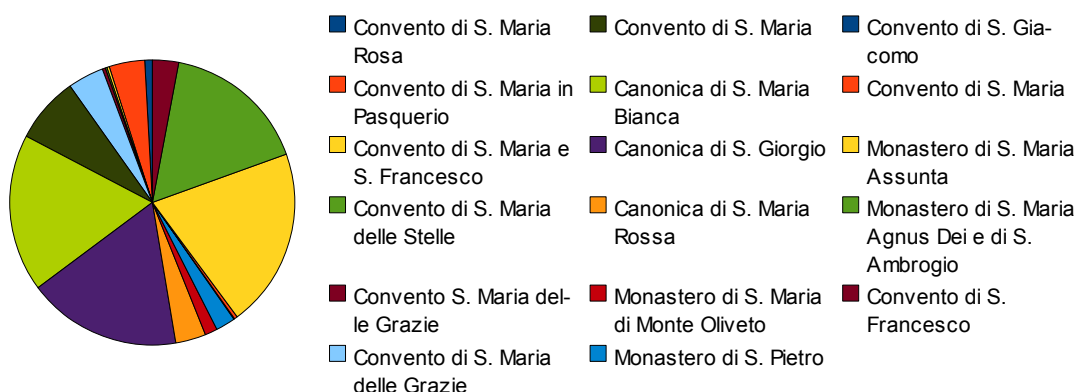 Convento di S. Maria
Rosa
Convento di S. Maria in
Pasquerio
Convento di S. Maria e
S. Francesco
Convento di S. Maria
delle Stelle
Convento S. Maria del-
le Grazie
Convento di S. Maria
delle Grazie
Convento di S. Maria
Canonica di S. Maria
Bianca
Canonica di S. Giorgio
Canonica di S. Maria
Rossa
Monastero di S. Maria
di Monte Oliveto
Monastero di S. Pietro
Convento di S. Gia-
como
Convento di S. Maria
Monastero di S. Maria
Assunta
Monastero di S. Maria
Agnus Dei e di S.
Ambrogio
Convento di S.
Francesco